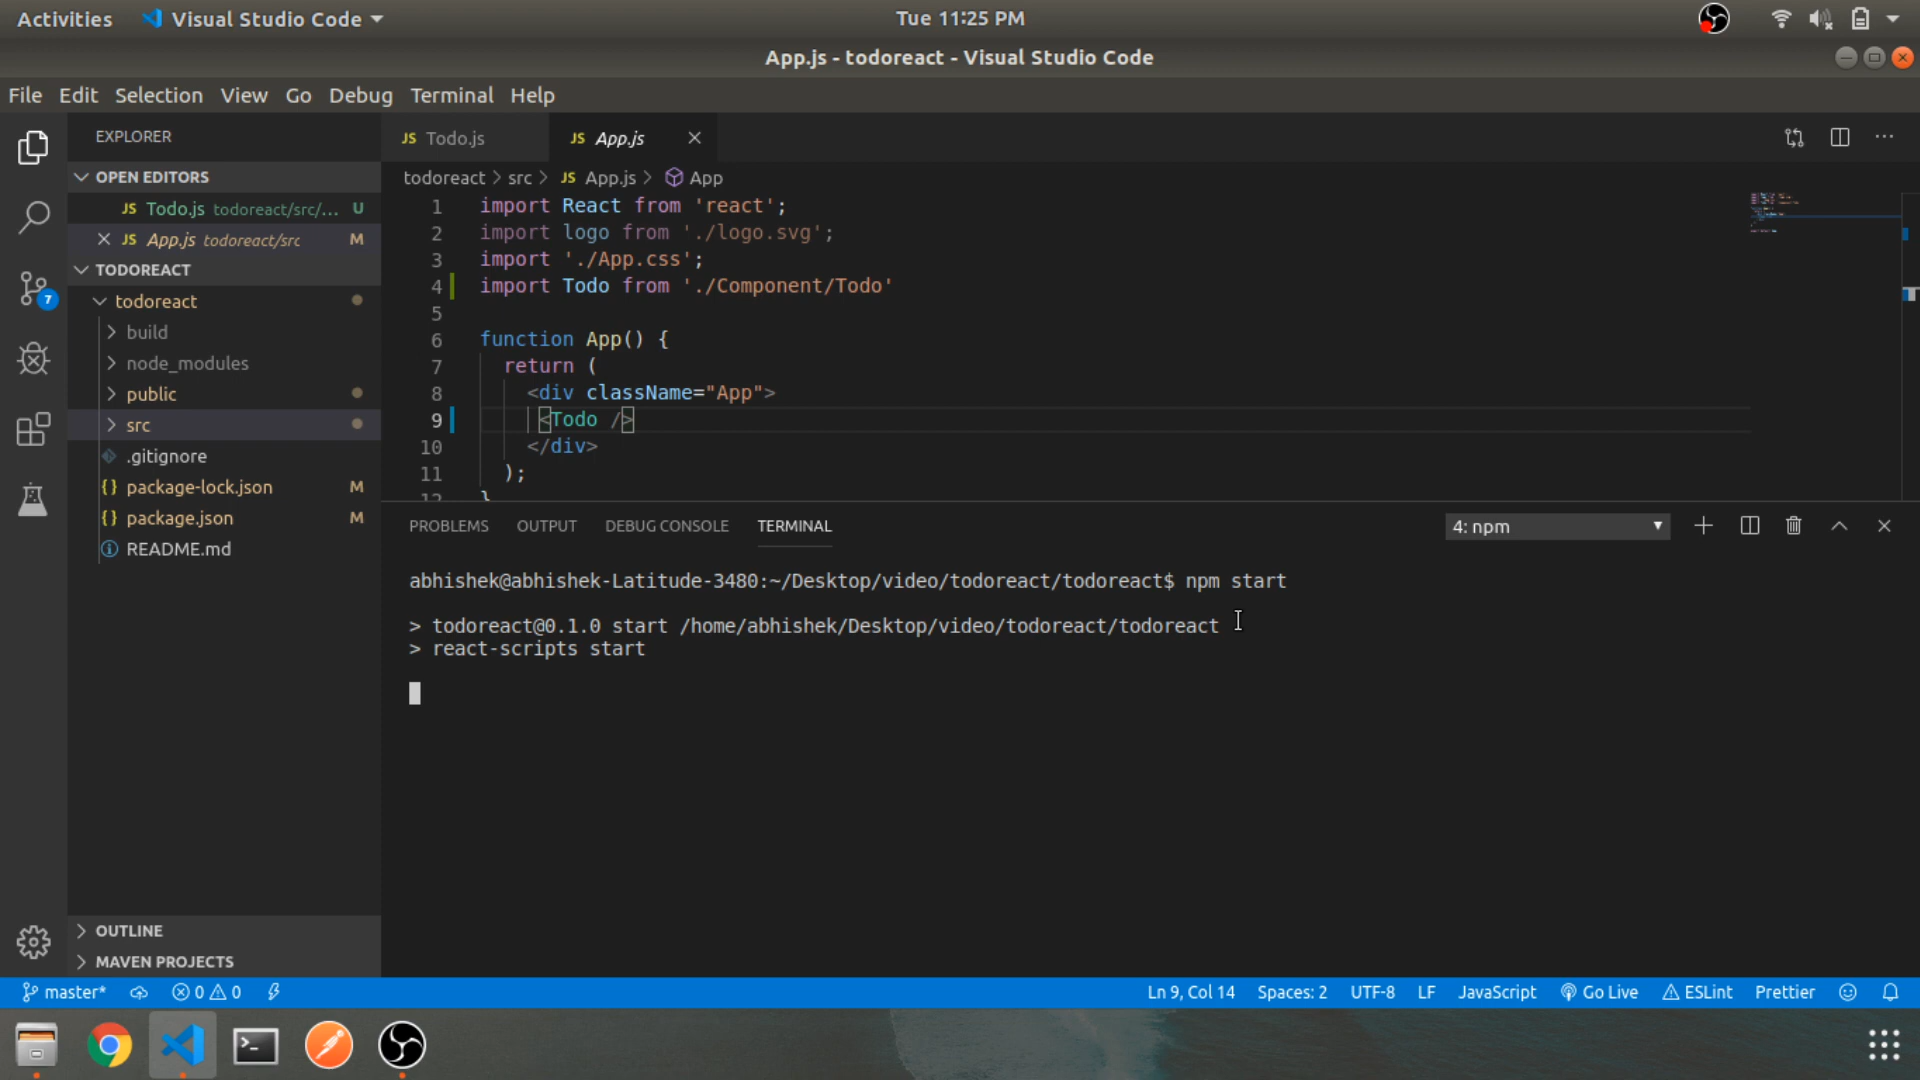 Activities
Visual Studio Code
Tue 11:25 PM
App.js - todoreact - Visual Studio Code
File Edit Selection View Go Debug Terminal Help
EXPLORER
OPEN EDITORS
JS Todo.js todoreact/src/... U
JS App.js todoreact/src M
TODOREACT
todoreact
build
node_modules
public
src
.gitignore
{} package-lock.json M
{} package.json M
README.md
7
OUTLINE
MAVEN PROJECTS
JS Todo.js
JS App.js
todoreact > src > JS App.js > App
1 import React from 'react';
2 import logo from './logo.svg';
3 import './App.css';
4 import Todo from './Component/Todo'
5
6 function App() {
7 return (
8 <div className="App">
9 <Todo />
10 </div>
11 );
12 }
PROBLEMS OUTPUT DEBUG CONSOLE TERMINAL
4: npm
abhishek@abhishek-Latitude-3480:~/Desktop/video/todoreact/todoreact$ npm start
> todoreact@0.1.0 start /home/abhishek/Desktop/video/todoreact/todoreact
> react-scripts start
master* 0 0
Ln 9, Col 14 Spaces: 2 UTF-8 LF JavaScript Go Live ESLint Prettier